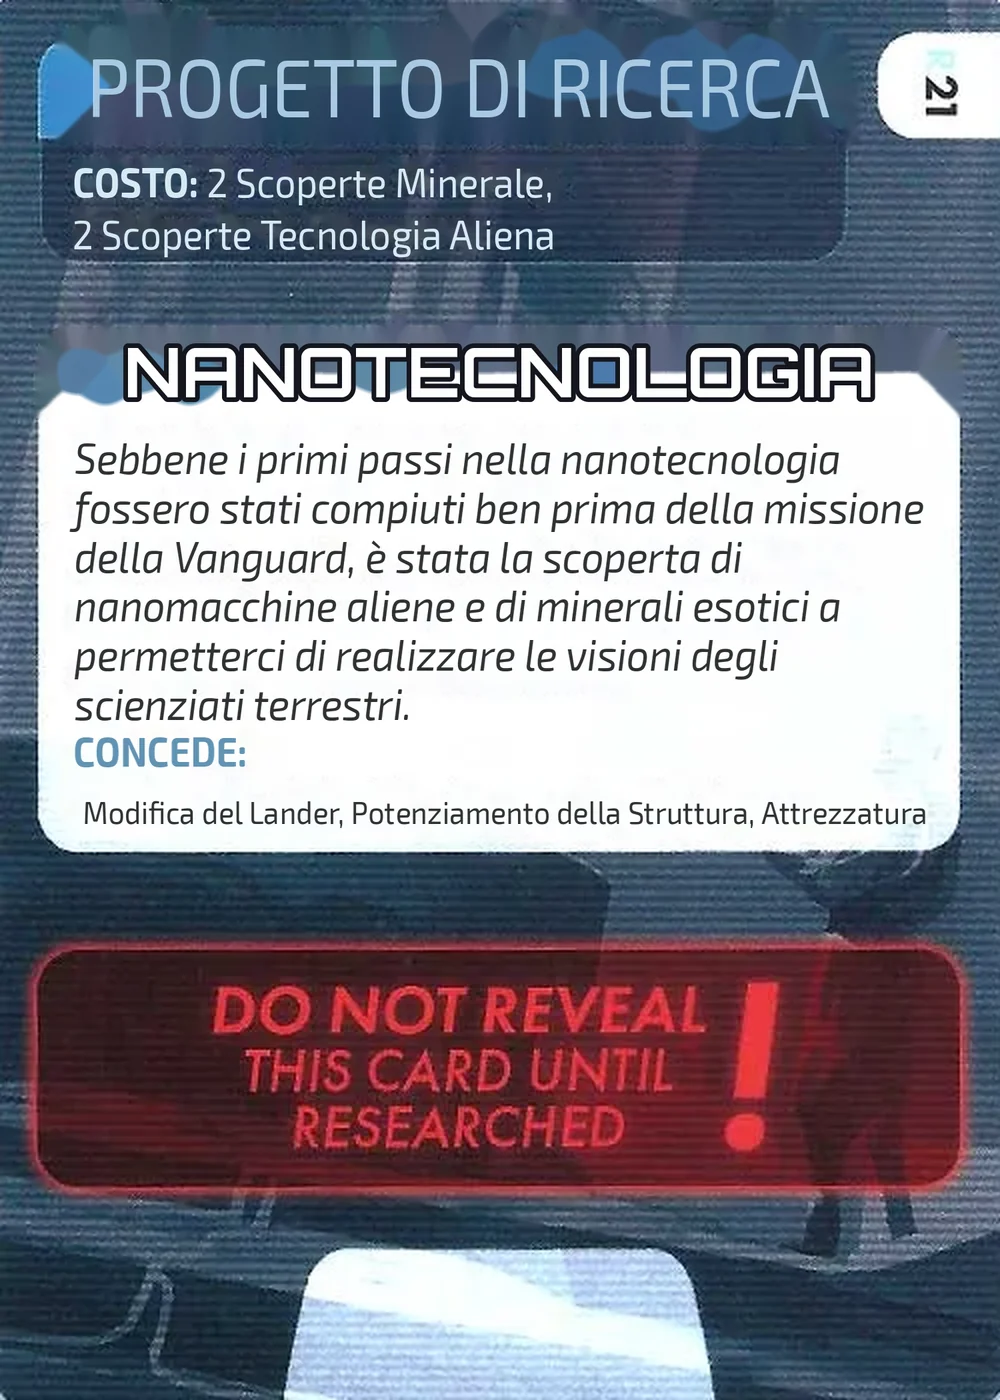 PROGETTO DI RICERCA
R 21
COSTO: 2 Scoperte Minerale,
2 Scoperte Tecnologia Aliena
NANOTECNOLOGIA
Sebbene i primi passi nella nanotecnologia
fossero stati compiuti ben prima della missione
della Vanguard, è stata la scoperta di
nanomacchine aliene e di minerali esotici a
permetterci di realizzare le visioni degli
scienziati terrestri.
CONCEDE:
Modifica del Lander, Potenziamento della Struttura, Attrezzatura
DO NOT REVEAL
THIS CARD UNTIL
RESEARCHED
!